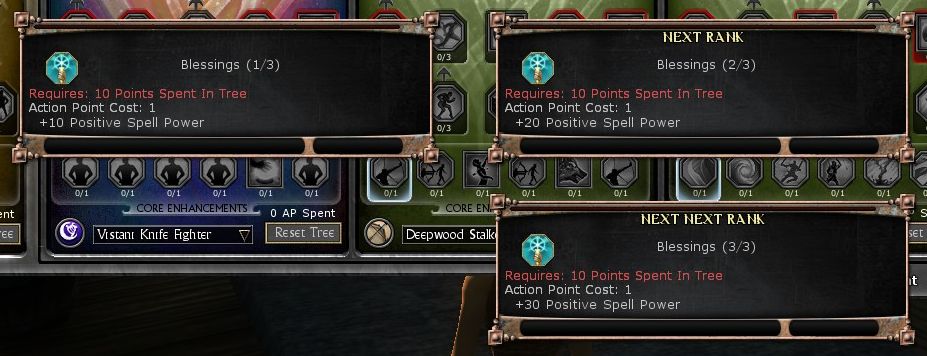 Blessings (1/3)
Requires: 10 Points Spent In Tree
Action Point Cost: 1
+10 Positive Spell Power
NEXT RANK
Blessings (2/3)
Requires: 10 Points Spent In Tree
Action Point Cost: 1
+20 Positive Spell Power
0/3
0/3
0/1 0/1 0/1 0/1 0/1 0/1
0/1 0/1 0/1 0/1 0/1 0/1
0/1 0/1 0/1 0/1 0/1
CORE ENHANCEMENTS
0 AP Spent
Vistani Knife Fighter
Reset Tree
CORE EN
Deepwood Stalk
NEXT NEXT RANK
Blessings (3/3)
Requires: 10 Points Spent In Tree
Action Point Cost: 1
+30 Positive Spell Power